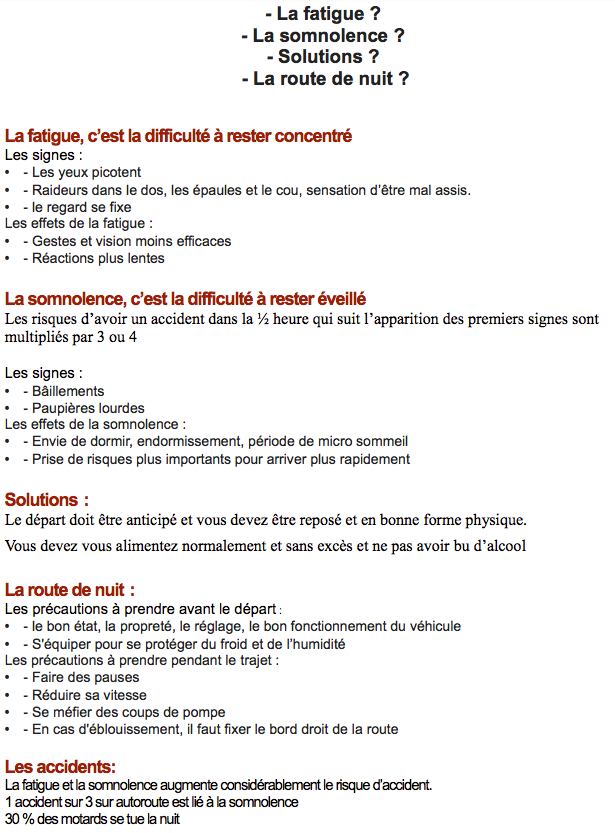 - La fatigue ?
- La somnolence ?
- Solutions ?
- La route de nuit ?
La fatigue, c'est la difficulté à rester concentré
Les signes :
• - Les yeux picotent
• - Raideurs dans le dos, les épaules et le cou, sensation d'être mal assis.
• - le regard se fixe
Les effets de la fatigue :
• - Gestes et vision moins efficaces
• - Réactions plus lentes
La somnolence, c'est la difficulté à rester éveillé
Les risques d'avoir un accident dans la ½ heure qui suit l'apparition des premiers signes sont
multipliés par 3 ou 4
Les signes :
• - Bâillements
• - Paupières lourdes
Les effets de la somnolence :
• - Envie de dormir, endormissement, période de micro sommeil
• - Prise de risques plus importants pour arriver plus rapidement
Solutions :
Le départ doit être anticipé et vous devez être reposé et en bonne forme physique.
Vous devez vous alimentez normalement et sans excès et ne pas avoir bu d'alcool
La route de nuit :
Les précautions à prendre avant le départ :
• - le bon état, la propreté, le réglage, le bon fonctionnement du véhicule
• - S'équiper pour se protéger du froid et de l'humidité
Les précautions à prendre pendant le trajet :
• - Faire des pauses
• - Réduire sa vitesse
• - Se méfier des coups de pompe
• - En cas d'éblouissement, il faut fixer le bord droit de la route
Les accidents:
La fatigue et la somnolence augmente considérablement le risque d'accident.
1 accident sur 3 sur autoroute est lié à la somnolence
30 % des motards se tue la nuit